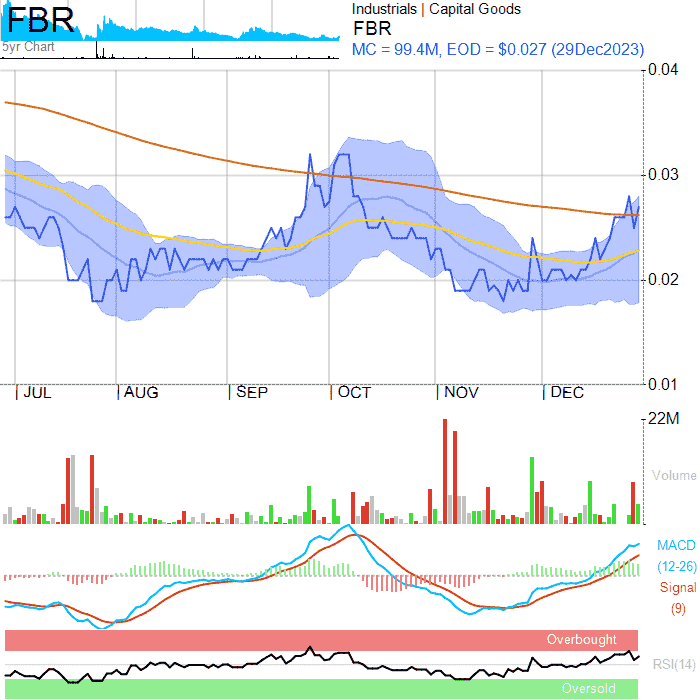 FBR
5yr Chart
Industrials | Capital Goods
FBR
MC = 99.4M, EOD = $0.027 (29Dec2023)
0.04
0.03
0.02
0.01
JUL AUG SEP OCT NOV DEC
22M
Volume
MACD
(12-26)
Signal
(9)
Overbought
RSI(14)
Oversold